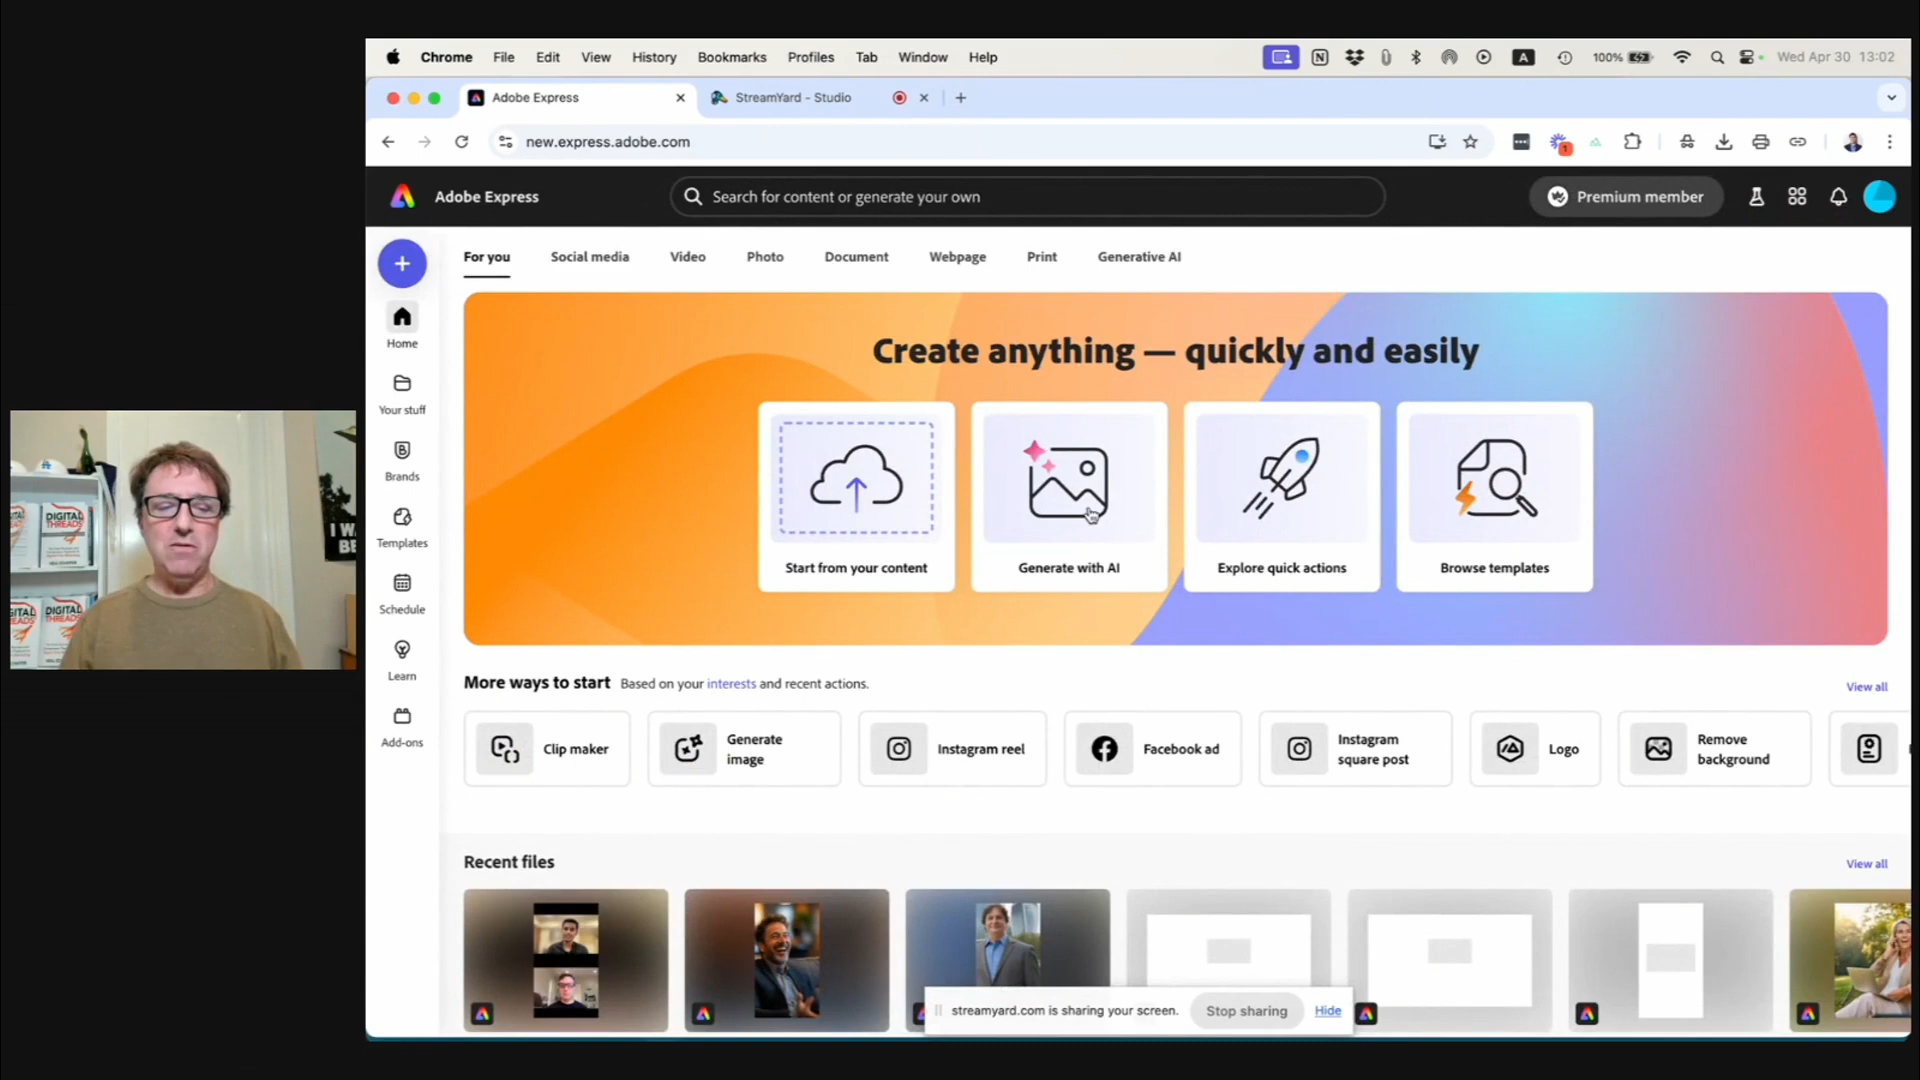 Chrome File Edit View History Bookmarks Profiles Tab Window Help
A 100% Wed Apr 30 13:02
Adobe Express StreamYard - Studio
new.express.adobe.com
1
Adobe Express Search for content or generate your own Premium member
For you Social media Video Photo Document Webpage Print Generative AI
Home
Your stuff
Brands
Templates
Schedule
Learn
Add-ons
Create anything — quickly and easily
Start from your content Generate with AI Explore quick actions Browse templates
More ways to start Based on your interests and recent actions. View all
Clip maker
Generate
image
Instagram reel
Facebook ad
Instagram
square post
Logo
Remove
background
Recent files View all
streamyard.com is sharing your screen. Stop sharing Hide
DIGITAL
THREADS
DIGITAL
THREADS
I WA
BE